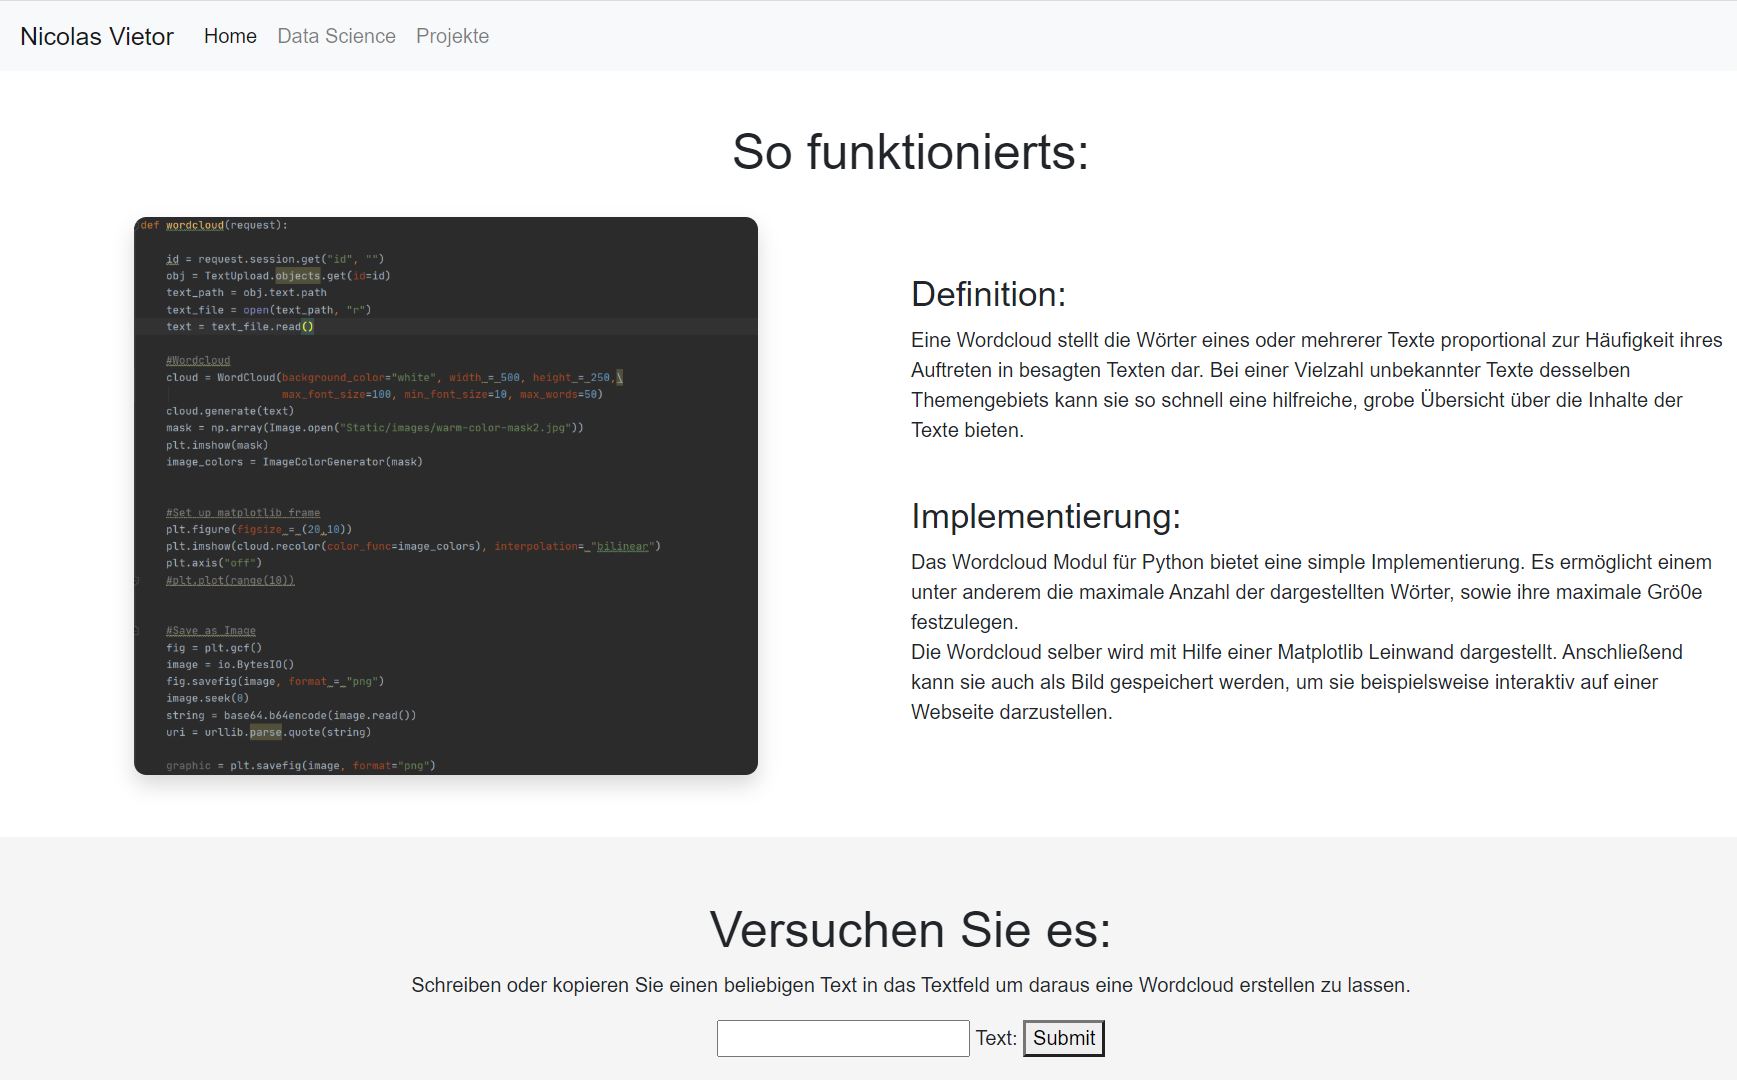 Nicolas Vietor Home Data Science Projekte
So funktionierts:
def wordcloud(request):
id = request.session.get("id", "")
obj = TextUpload.objects.get(id=id)
text_path = obj.text.path
text_file = open(text_path, "r")
text = text_file.read()
#Wordcloud
cloud = WordCloud(background_color="white", width = 500, height = 250,\
max_font_size=100, min_font_size=10, max_words=50)
cloud.generate(text)
mask = np.array(Image.open("Static/images/warm-color-mask2.jpg"))
plt.imshow(mask)
image_colors = ImageColorGenerator(mask)
#Set up matplotlib frame
plt.figure(figsize = (20,10))
plt.imshow(cloud.recolor(color_func=image_colors), interpolation= "bilinear")
plt.axis("off")
#plt.plot(range(10))
#Save as Image
fig = plt.gcf()
image = io.BytesIO()
fig.savefig(image, format = "png")
image.seek(0)
string = base64.b64encode(image.read())
uri = urllib.parse.quote(string)
graphic = plt.savefig(image, format="png")
Definition:
Eine Wordcloud stellt die Wörter eines oder mehrerer Texte proportional zur Häufigkeit ihres
Auftreten in besagten Texten dar. Bei einer Vielzahl unbekannter Texte desselben
Themengebiets kann sie so schnell eine hilfreiche, grobe Übersicht über die Inhalte der
Texte bieten.
Implementierung:
Das Wordcloud Modul für Python bietet eine simple Implementierung. Es ermöglicht einem
unter anderem die maximale Anzahl der dargestellten Wörter, sowie ihre maximale Grö0e
festzulegen.
Die Wordcloud selber wird mit Hilfe einer Matplotlib Leinwand dargestellt. Anschließend
kann sie auch als Bild gespeichert werden, um sie beispielsweise interaktiv auf einer
Webseite darzustellen.
Versuchen Sie es:
Schreiben oder kopieren Sie einen beliebigen Text in das Textfeld um daraus eine Wordcloud erstellen zu lassen.
Text: Submit